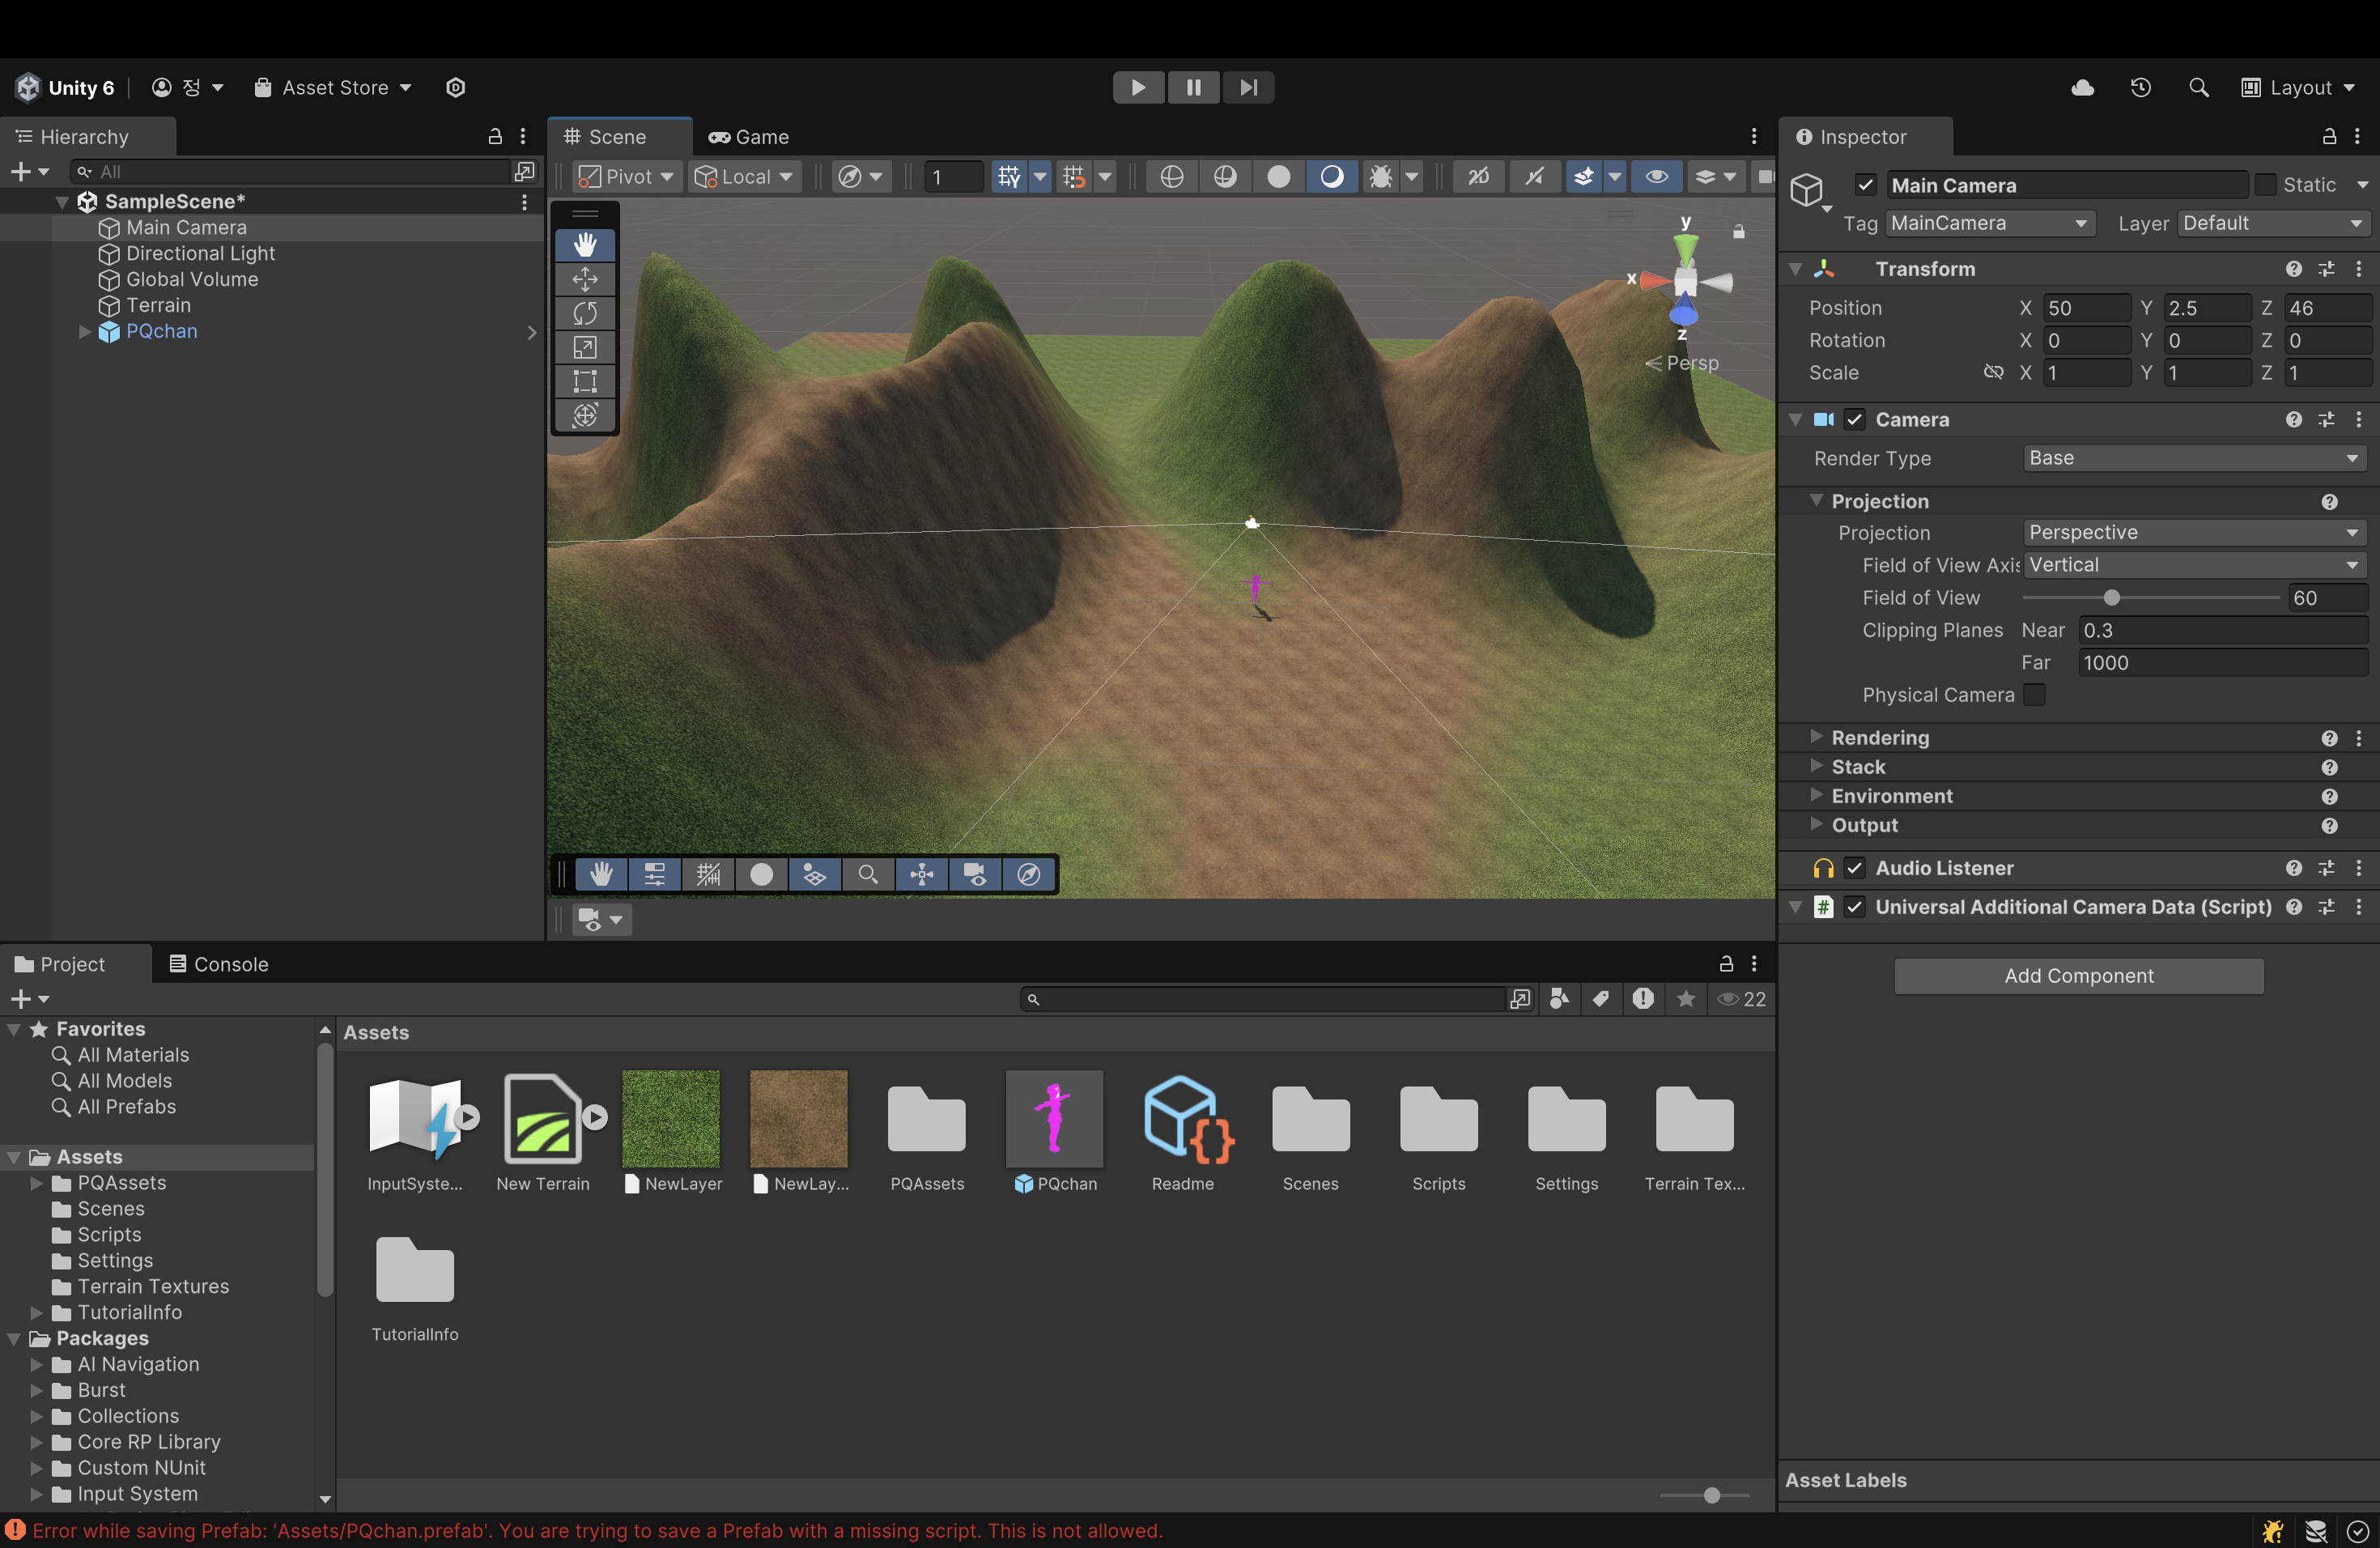 Unity 6
정
Asset Store
Layout
Hierarchy
Scene
Game
Inspector
All
Pivot
Local
1
2D
Main Camera
Static
SampleScene*
Main Camera
Directional Light
Global Volume
Terrain
PQchan
y
x
z
Persp
Tag
MainCamera
Layer
Default
Transform
Position
X
50
Y
2.5
Z
46
Rotation
X
0
Y
0
Z
0
Scale
X
1
Y
1
Z
1
Camera
Render Type
Base
Projection
Projection
Perspective
Field of View Axis
Vertical
Field of View
60
Clipping Planes
Near
0.3
Far
1000
Physical Camera
Rendering
Stack
Environment
Output
Audio Listener
# Universal Additional Camera Data (Script)
Add Component
Asset Labels
Project
Console
22
Favorites
All Materials
All Models
All Prefabs
Assets
PQAssets
Scenes
Scripts
Settings
Terrain Textures
TutorialInfo
Packages
AI Navigation
Burst
Collections
Core RP Library
Custom NUnit
Input System
Assets
InputSyste...
New Terrain
NewLayer
NewLay...
PQAssets
PQchan
Readme
Scenes
Scripts
Settings
Terrain Tex...
TutorialInfo
Error while saving Prefab: 'Assets/PQchan.prefab'. You are trying to save a Prefab with a missing script. This is not allowed.